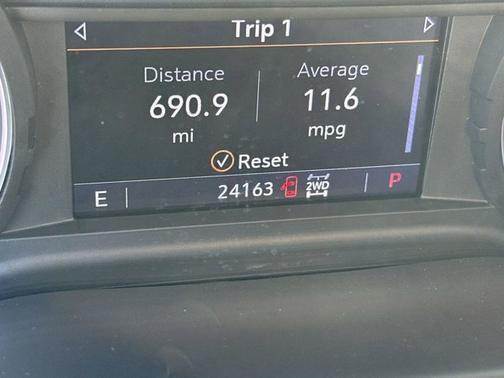 Trip 1
Distance
Average
690.9
11.6
mi
mpg
Reset
E
24163
2WD
P